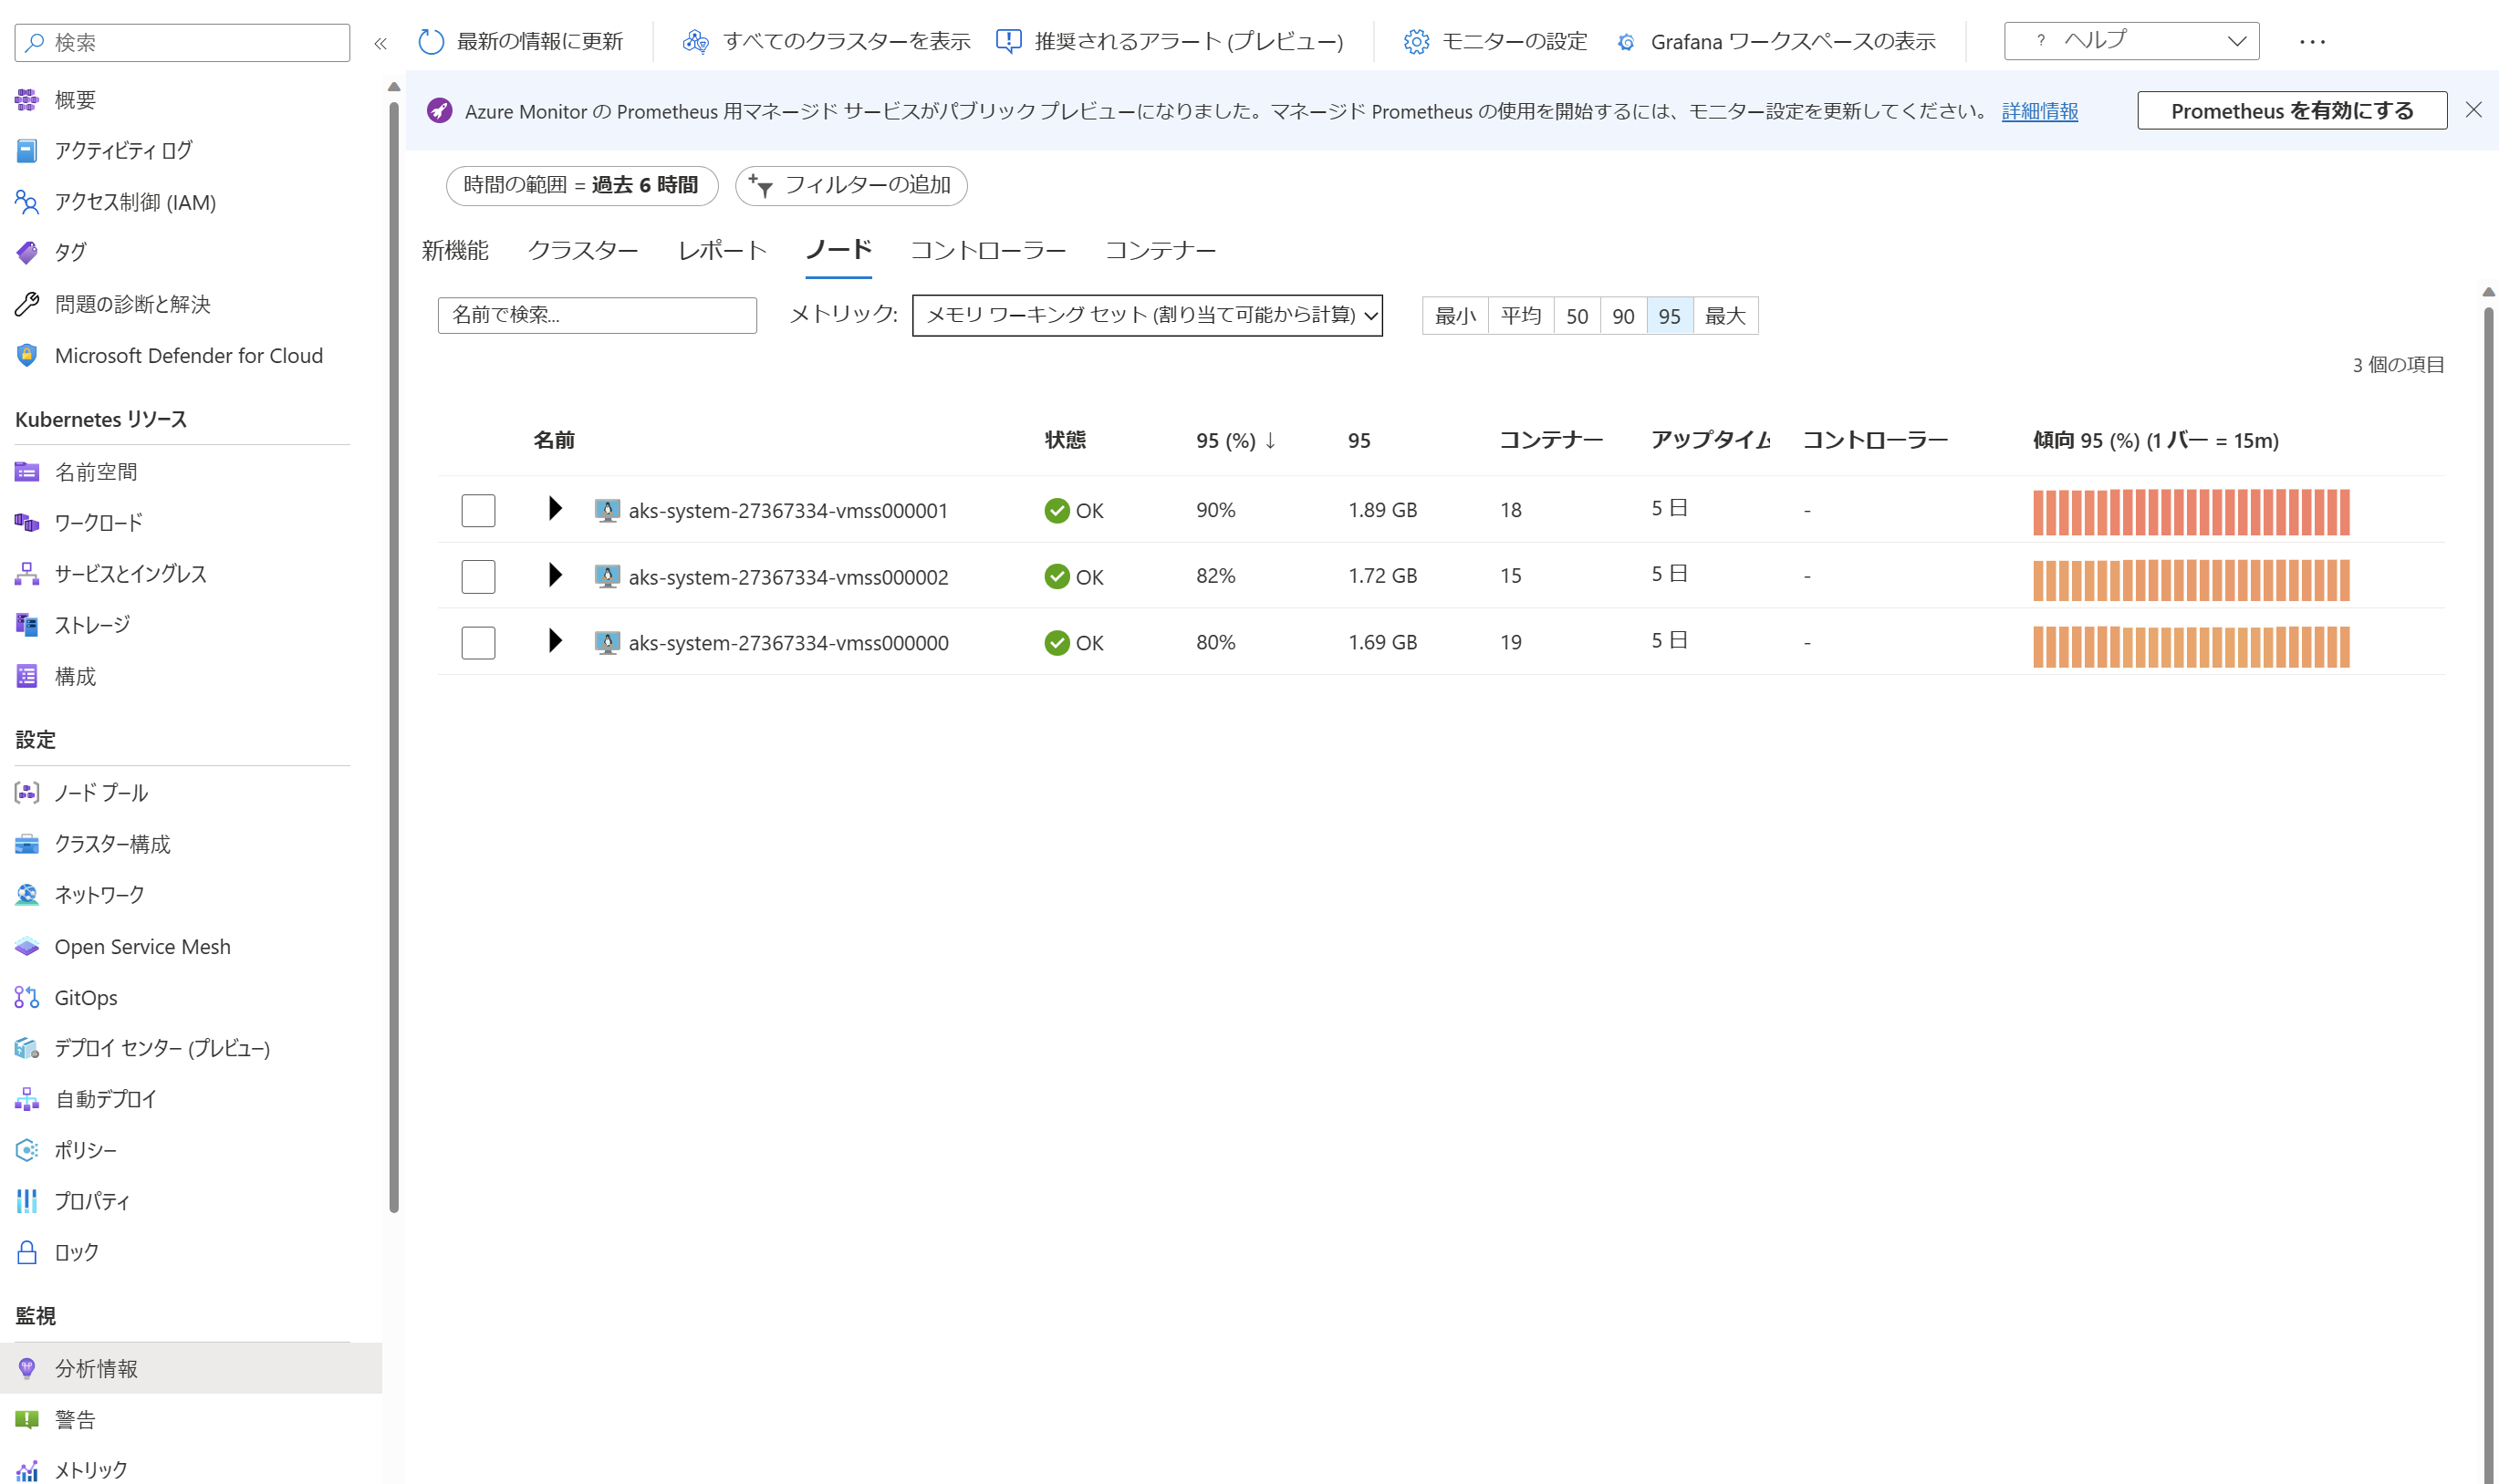 検索
最新の情報に更新
すべてのクラスターを表示
推奨されるアラート (プレビュー)
モニターの設定
Grafana ワークスペースの表示
? ヘルプ
Azure Monitor の Prometheus 用マネージド サービスがパブリック プレビューになりました。マネージド Prometheus の使用を開始するには、モニター設定を更新してください。 詳細情報
Prometheus を有効にする
概要
アクティビティ ログ
アクセス制御 (IAM)
タグ
問題の診断と解決
Microsoft Defender for Cloud
Kubernetes リソース
名前空間
ワークロード
サービスとイングレス
ストレージ
構成
設定
ノード プール
クラスター構成
ネットワーク
Open Service Mesh
GitOps
デプロイ センター (プレビュー)
自動デプロイ
ポリシー
プロパティ
ロック
監視
分析情報
警告
メトリック
時間の範囲 = 過去 6 時間
フィルターの追加
新機能 クラスター レポート ノード コントローラー コンテナー
名前で検索...
メトリック: メモリ ワーキング セット (割り当て可能から計算)
最小 平均 50 90 95 最大
3 個の項目
名前 状態 95 (%) ↓ 95 コンテナー アップタイム コントローラー 傾向 95 (%) (1 バー = 15m)
aks-system-27367334-vmss000001 OK 90% 1.89 GB 18 5 日 -
aks-system-27367334-vmss000002 OK 82% 1.72 GB 15 5 日 -
aks-system-27367334-vmss000000 OK 80% 1.69 GB 19 5 日 -